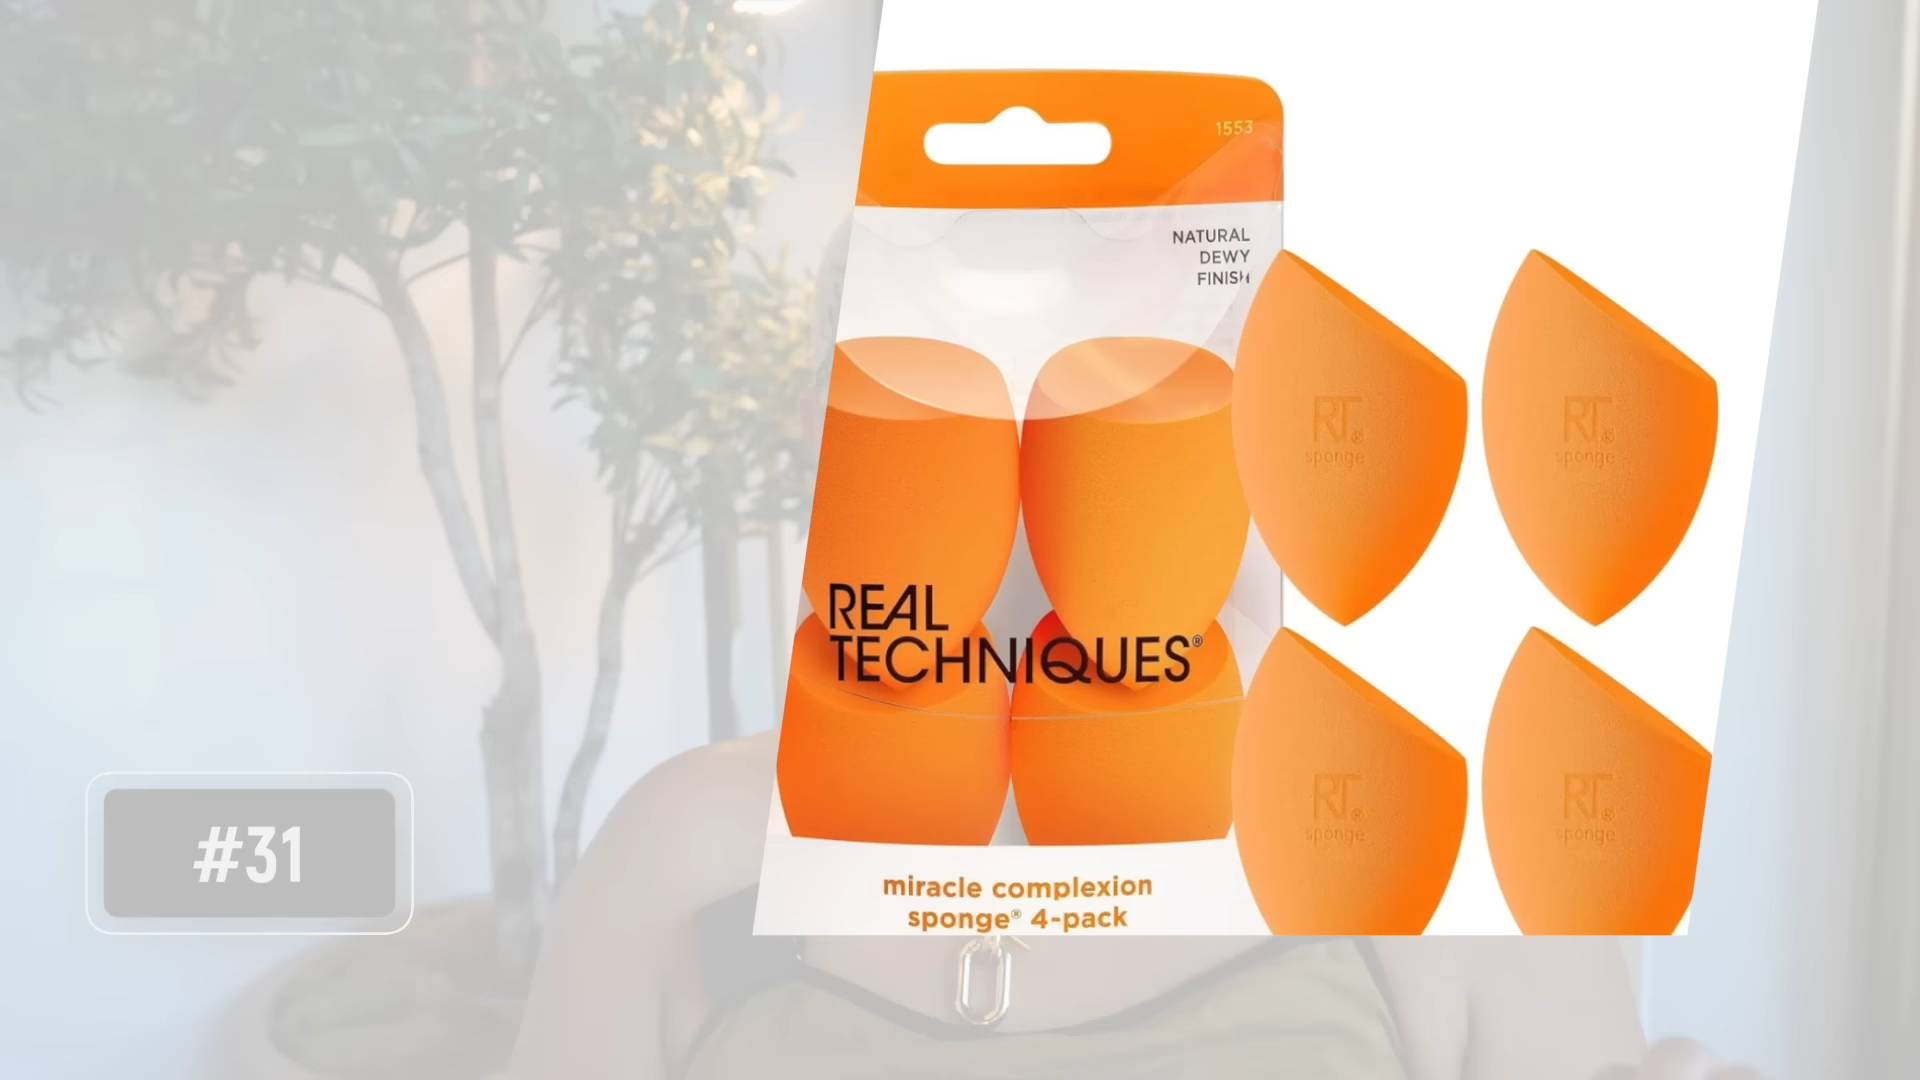 1553
NATURAL
DEWY
FINISH
RT®
sponge
RT®
sponge
REAL
TECHNIQUES®
RT®
sponge
RT®
sponge
#31
miracle complexion
sponge® 4-pack